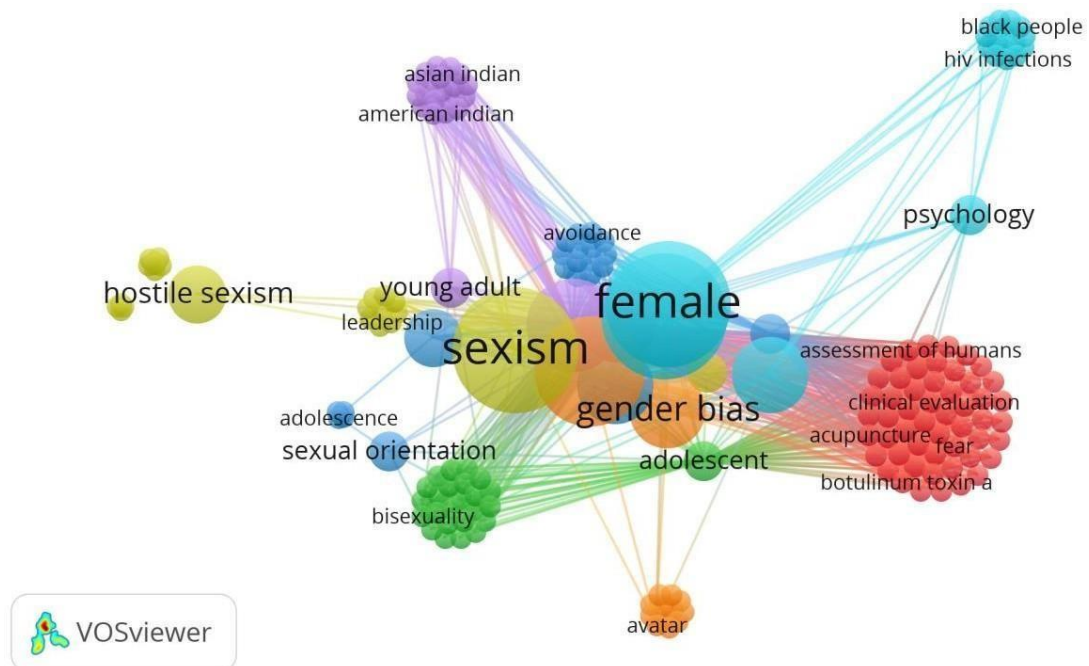 black people
hiv infections
asian indian
american indian
psychology
avoidance
hostile sexism
young adult
female
leadership
sexism
assessment of humans
clinical evaluation
adolescence
gender bias
acupuncture
fear
sexual orientation
adolescent
botulinum toxin a
bisexuality
avatar
VOSviewer